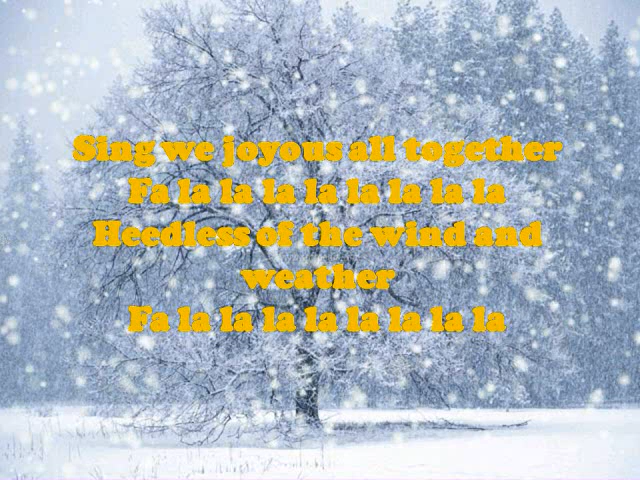 Sing we joyous all together
Fa la la la la la la la la
Heedless of the wind and
weather
Fa la la la la la la la la